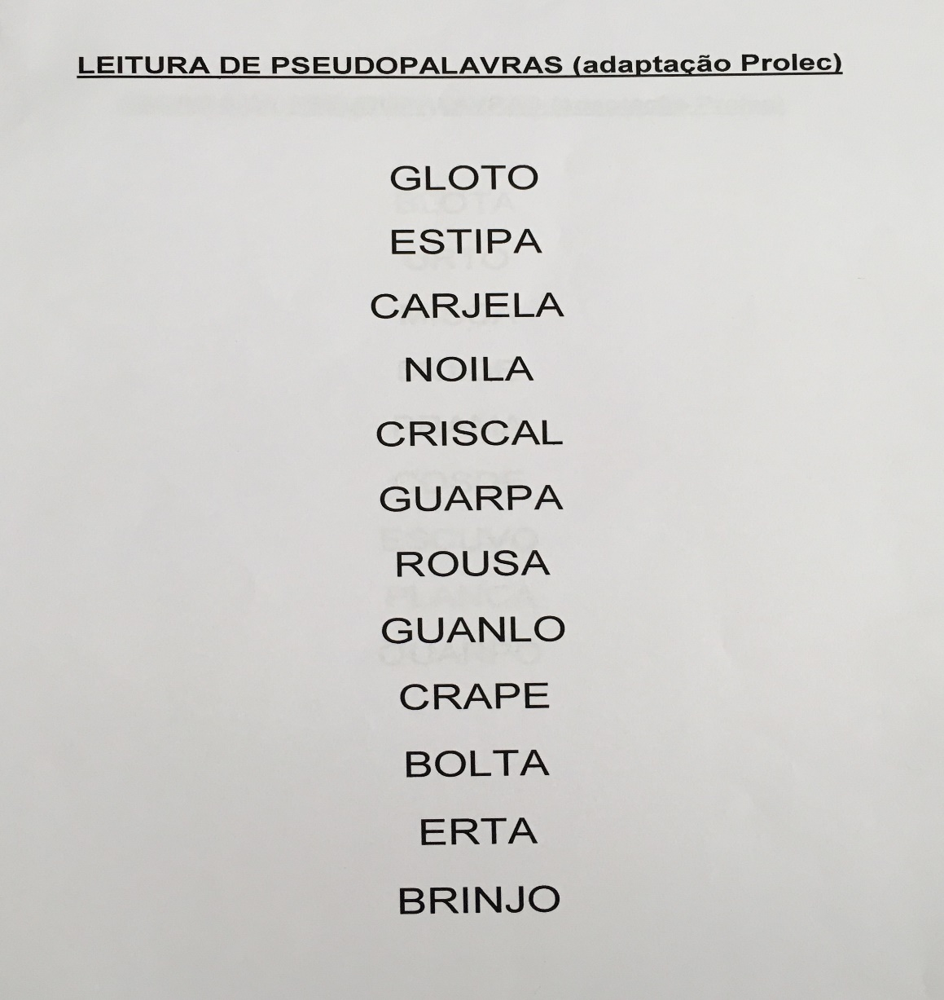 LEITURA DE PSEUDOPALAVRAS (adaptação Prolec)
GLOTO
ESTIPA
CARJELA
NOILA
CRISCAL
GUARPA
ROUSA
GUANLO
CRAPE
BOLTA
ERTA
BRINJO